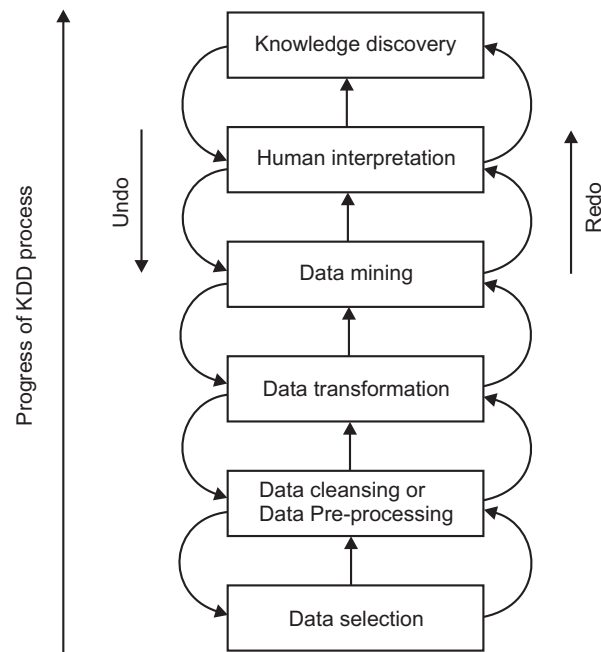 Knowledge discovery
Human interpretation
Data mining
Data transformation
Data cleansing or
Data Pre-processing
Data selection
Progress of KDD process
Undo
Redo